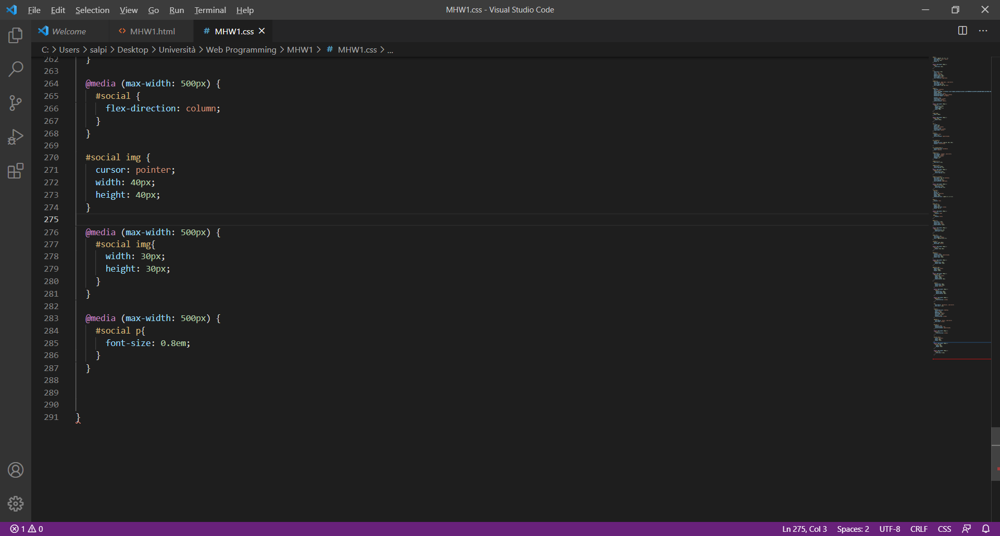 File Edit Selection View Go Run Terminal Help
MHW1.css - Visual Studio Code
Welcome
<> MHW1.html
# MHW1.css
C: > Users > salpi > Desktop > Università > Web Programming > MHW1 > # MHW1.css > ...
262 }
263
264 @media (max-width: 500px) {
265 #social {
266 flex-direction: column;
267 }
268 }
269
270 #social img {
271 cursor: pointer;
272 width: 40px;
273 height: 40px;
274 }
275
276 @media (max-width: 500px) {
277 #social img{
278 width: 30px;
279 height: 30px;
280 }
281 }
282
283 @media (max-width: 500px) {
284 #social p{
285 font-size: 0.8em;
286 }
287 }
288
289
290
291 }
1 0
Ln 275, Col 3
Spaces: 2
UTF-8
CRLF
CSS